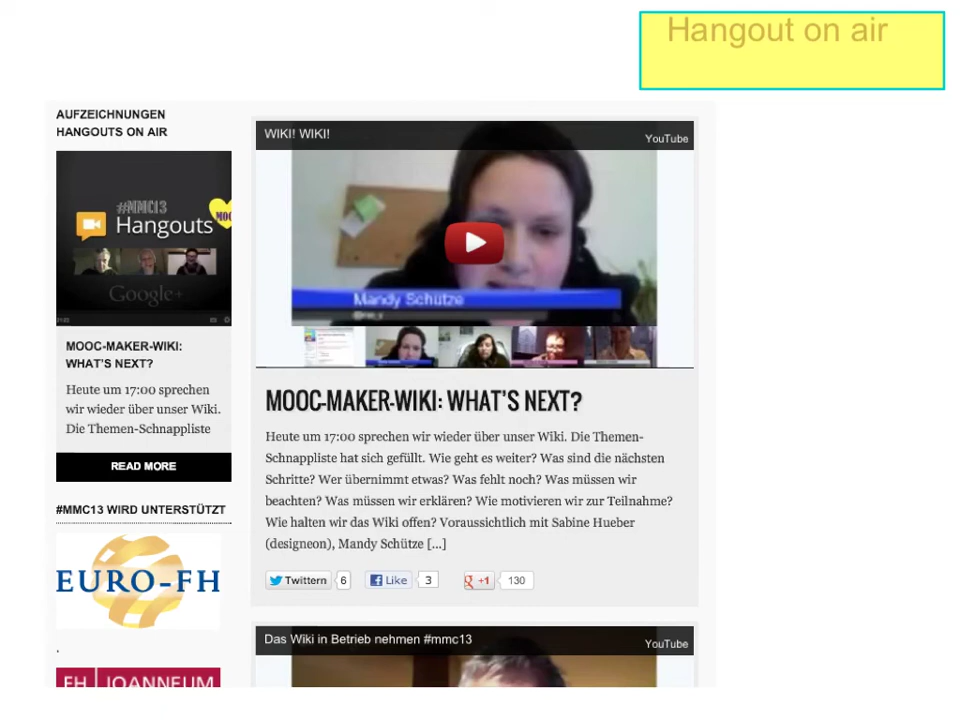 Hangout on air
AUFZEICHNUNGEN
HANGOUTS ON AIR
#MMC13
Hangouts
MOOC
Google+
MOOC-MAKER-WIKI:
WHAT'S NEXT?
Heute um 17:00 sprechen
wir wieder über unser Wiki.
Die Themen-Schnappliste
READ MORE
#MMC13 WIRD UNTERSTÜTZT
EURO-FH
.
FH JOANNEUM
WIKI! WIKI!
YouTube
Mandy Schütze
MOOC-MAKER-WIKI: WHAT'S NEXT?
Heute um 17:00 sprechen wir wieder über unser Wiki. Die Themen-
Schnappliste hat sich gefüllt. Wie geht es weiter? Was sind die nächsten
Schritte? Wer übernimmt etwas? Was fehlt noch? Was müssen wir
beachten? Was müssen wir erklären? Wie motivieren wir zur Teilnahme?
Wie halten wir das Wiki offen? Voraussichtlich mit Sabine Hueber
(designeon), Mandy Schütze [...]
Twittern 6 Like 3 +1 130
Das Wiki in Betrieb nehmen #mmc13
YouTube